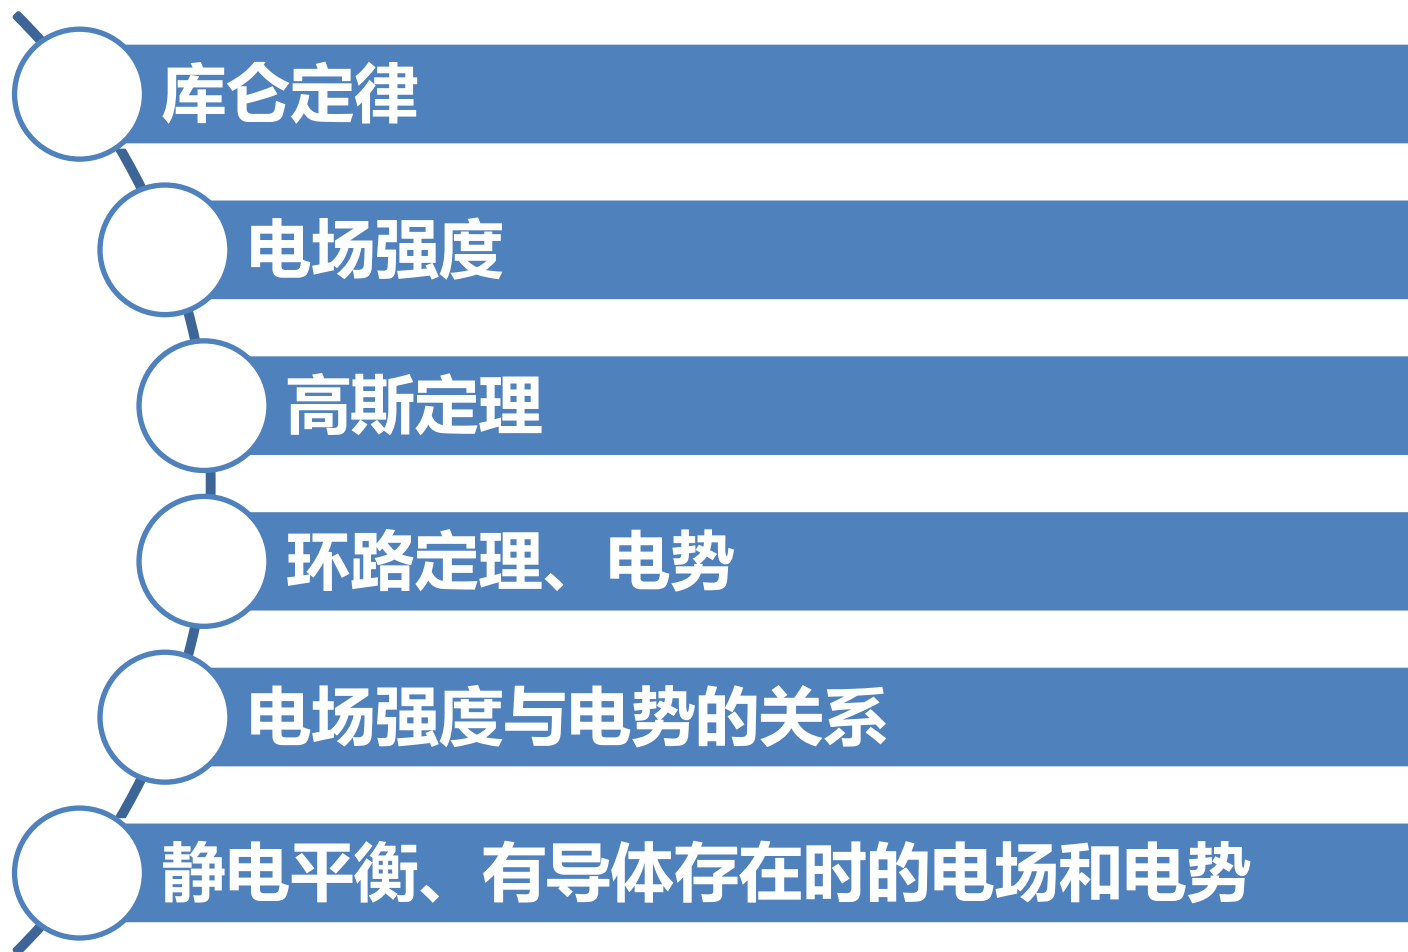 库仑定律
电场强度
高斯定理
环路定理、电势
电场强度与电势的关系
静电平衡、有导体存在时的电场和电势